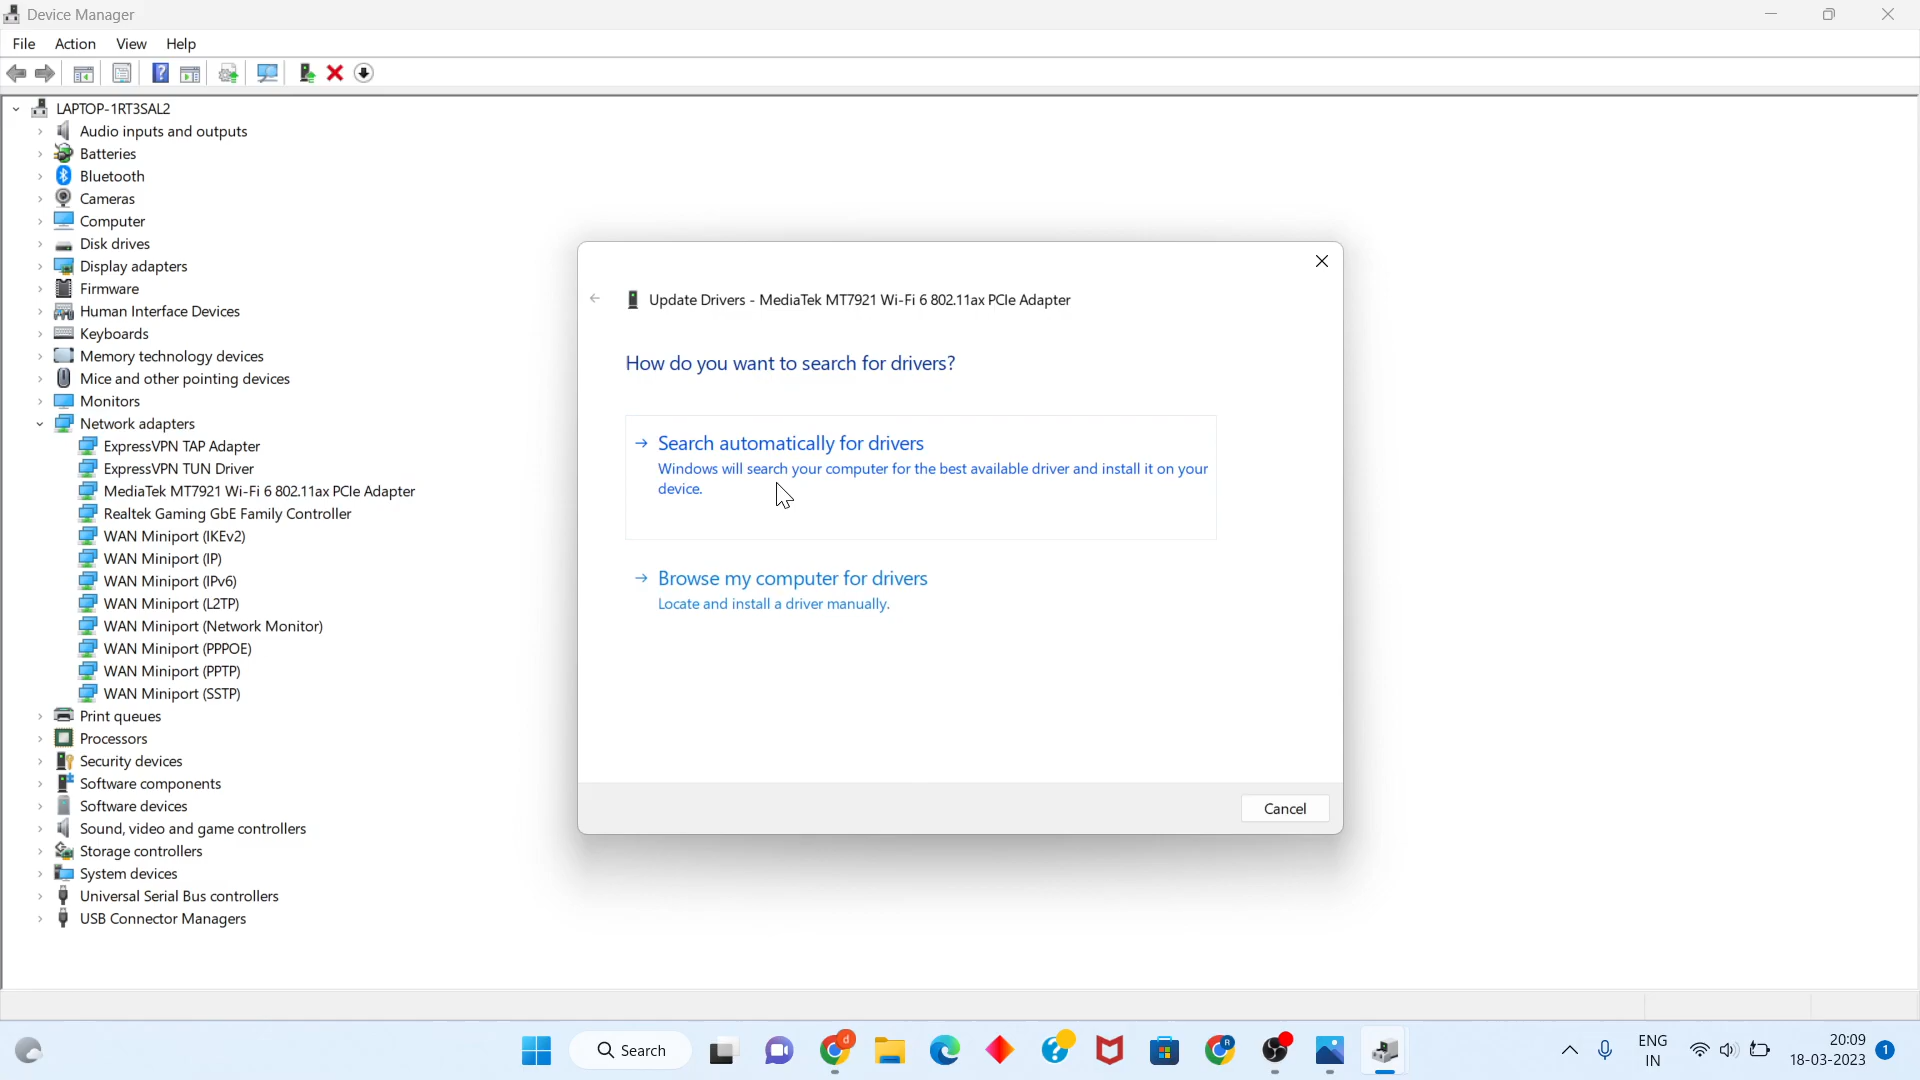 Device Manager
File Action View Help
LAPTOP-1RT3SAL2
Audio inputs and outputs
Batteries
Bluetooth
Cameras
Computer
Disk drives
Display adapters
Firmware
Human Interface Devices
Keyboards
Memory technology devices
Mice and other pointing devices
Monitors
Network adapters
ExpressVPN TAP Adapter
ExpressVPN TUN Driver
MediaTek MT7921 Wi-Fi 6 802.11ax PCIe Adapter
Realtek Gaming GbE Family Controller
WAN Miniport (IKEv2)
WAN Miniport (IP)
WAN Miniport (IPv6)
WAN Miniport (L2TP)
WAN Miniport (Network Monitor)
WAN Miniport (PPPOE)
WAN Miniport (PPTP)
WAN Miniport (SSTP)
Print queues
Processors
Security devices
Software components
Software devices
Sound, video and game controllers
Storage controllers
System devices
Universal Serial Bus controllers
USB Connector Managers
Update Drivers - MediaTek MT7921 Wi-Fi 6 802.11ax PCIe Adapter
How do you want to search for drivers?
Search automatically for drivers
Windows will search your computer for the best available driver and install it on your
device.
Browse my computer for drivers
Locate and install a driver manually.
Cancel
Search
d
R
ENG
IN
20:09
18-03-2023
1